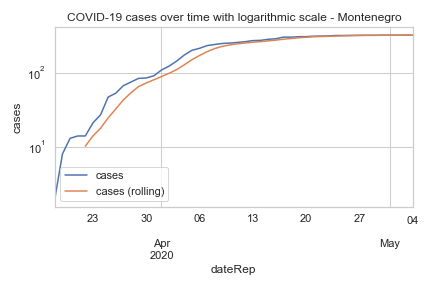 COVID-19 cases over time with logarithmic scale - Montenegro
cases
10²
10¹
cases
cases (rolling)
23 30 06 13 20 27 04
Apr May
2020
dateRep